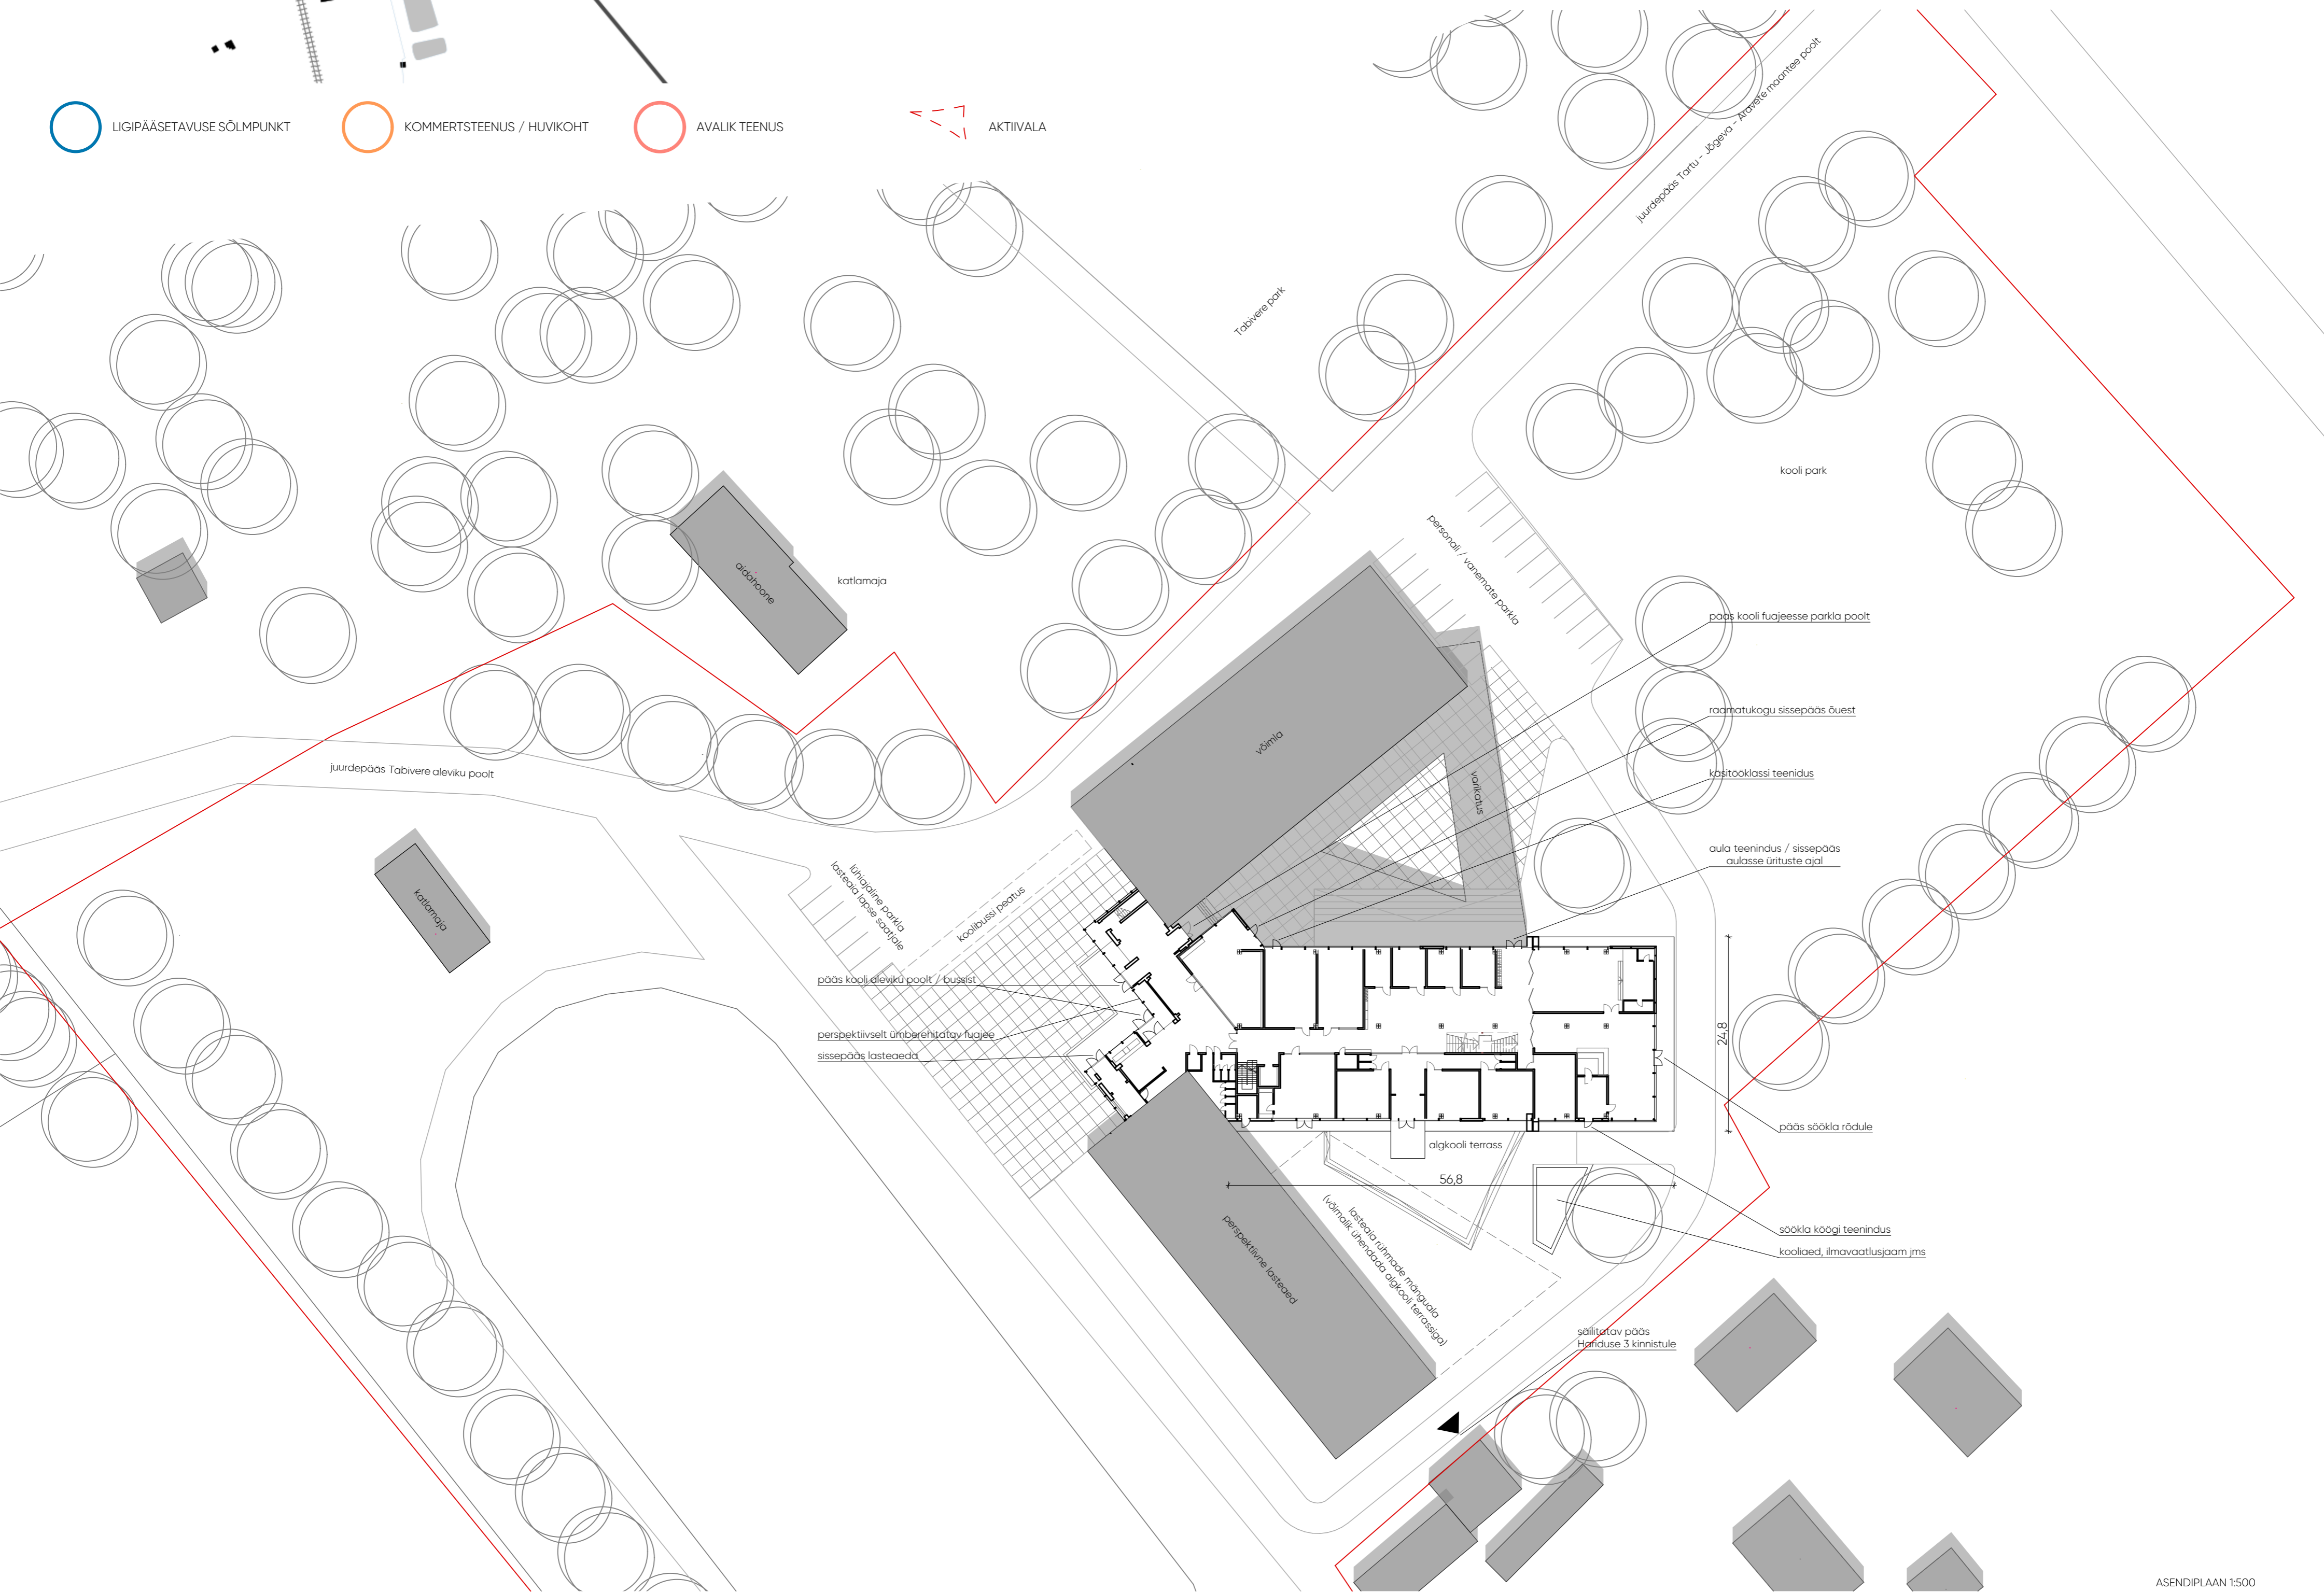 LIGIPÄÄSETAVUSE SÕLMPUNKT
KOMMERTSTEENUS / HUVIKOHT
AVALIK TEENUS
AKTIIVALA
juurdepääs Tartu - Jõgeva - Aravete maantee poolt
Tabivere park
kooli park
personali / vanemate parkla
aidahoone
katlamaja
pääs kooli fuajeesse parkla poolt
raamatukogu sissepääs õuest
võimla
varikatus
käsitööklassi teenidus
juurdepääs Tabivere aleviku poolt
aula teenindus / sissepääs
aulasse ürituste ajal
katlamaja
lühiajaline parkla
lasteaia lapse saatjale
koolibussi peatus
pääs kooli aleviku poolt / bussist
perspektiivselt ümberehitatav fuajee
sissepääs lasteaeda
24,8
pääs söökla rõdule
algkooli terrass
56,8
söökla köögi teenindus
kooliaed, ilmavaatlusjaam jms
perspektiivne lasteaed
lasteaia rühmade mänguala
(võimalik ühendada algkooli terrassiga)
säilitatav pääs
Hariduse 3 kinnistule
ASENDIPLAAN 1:500